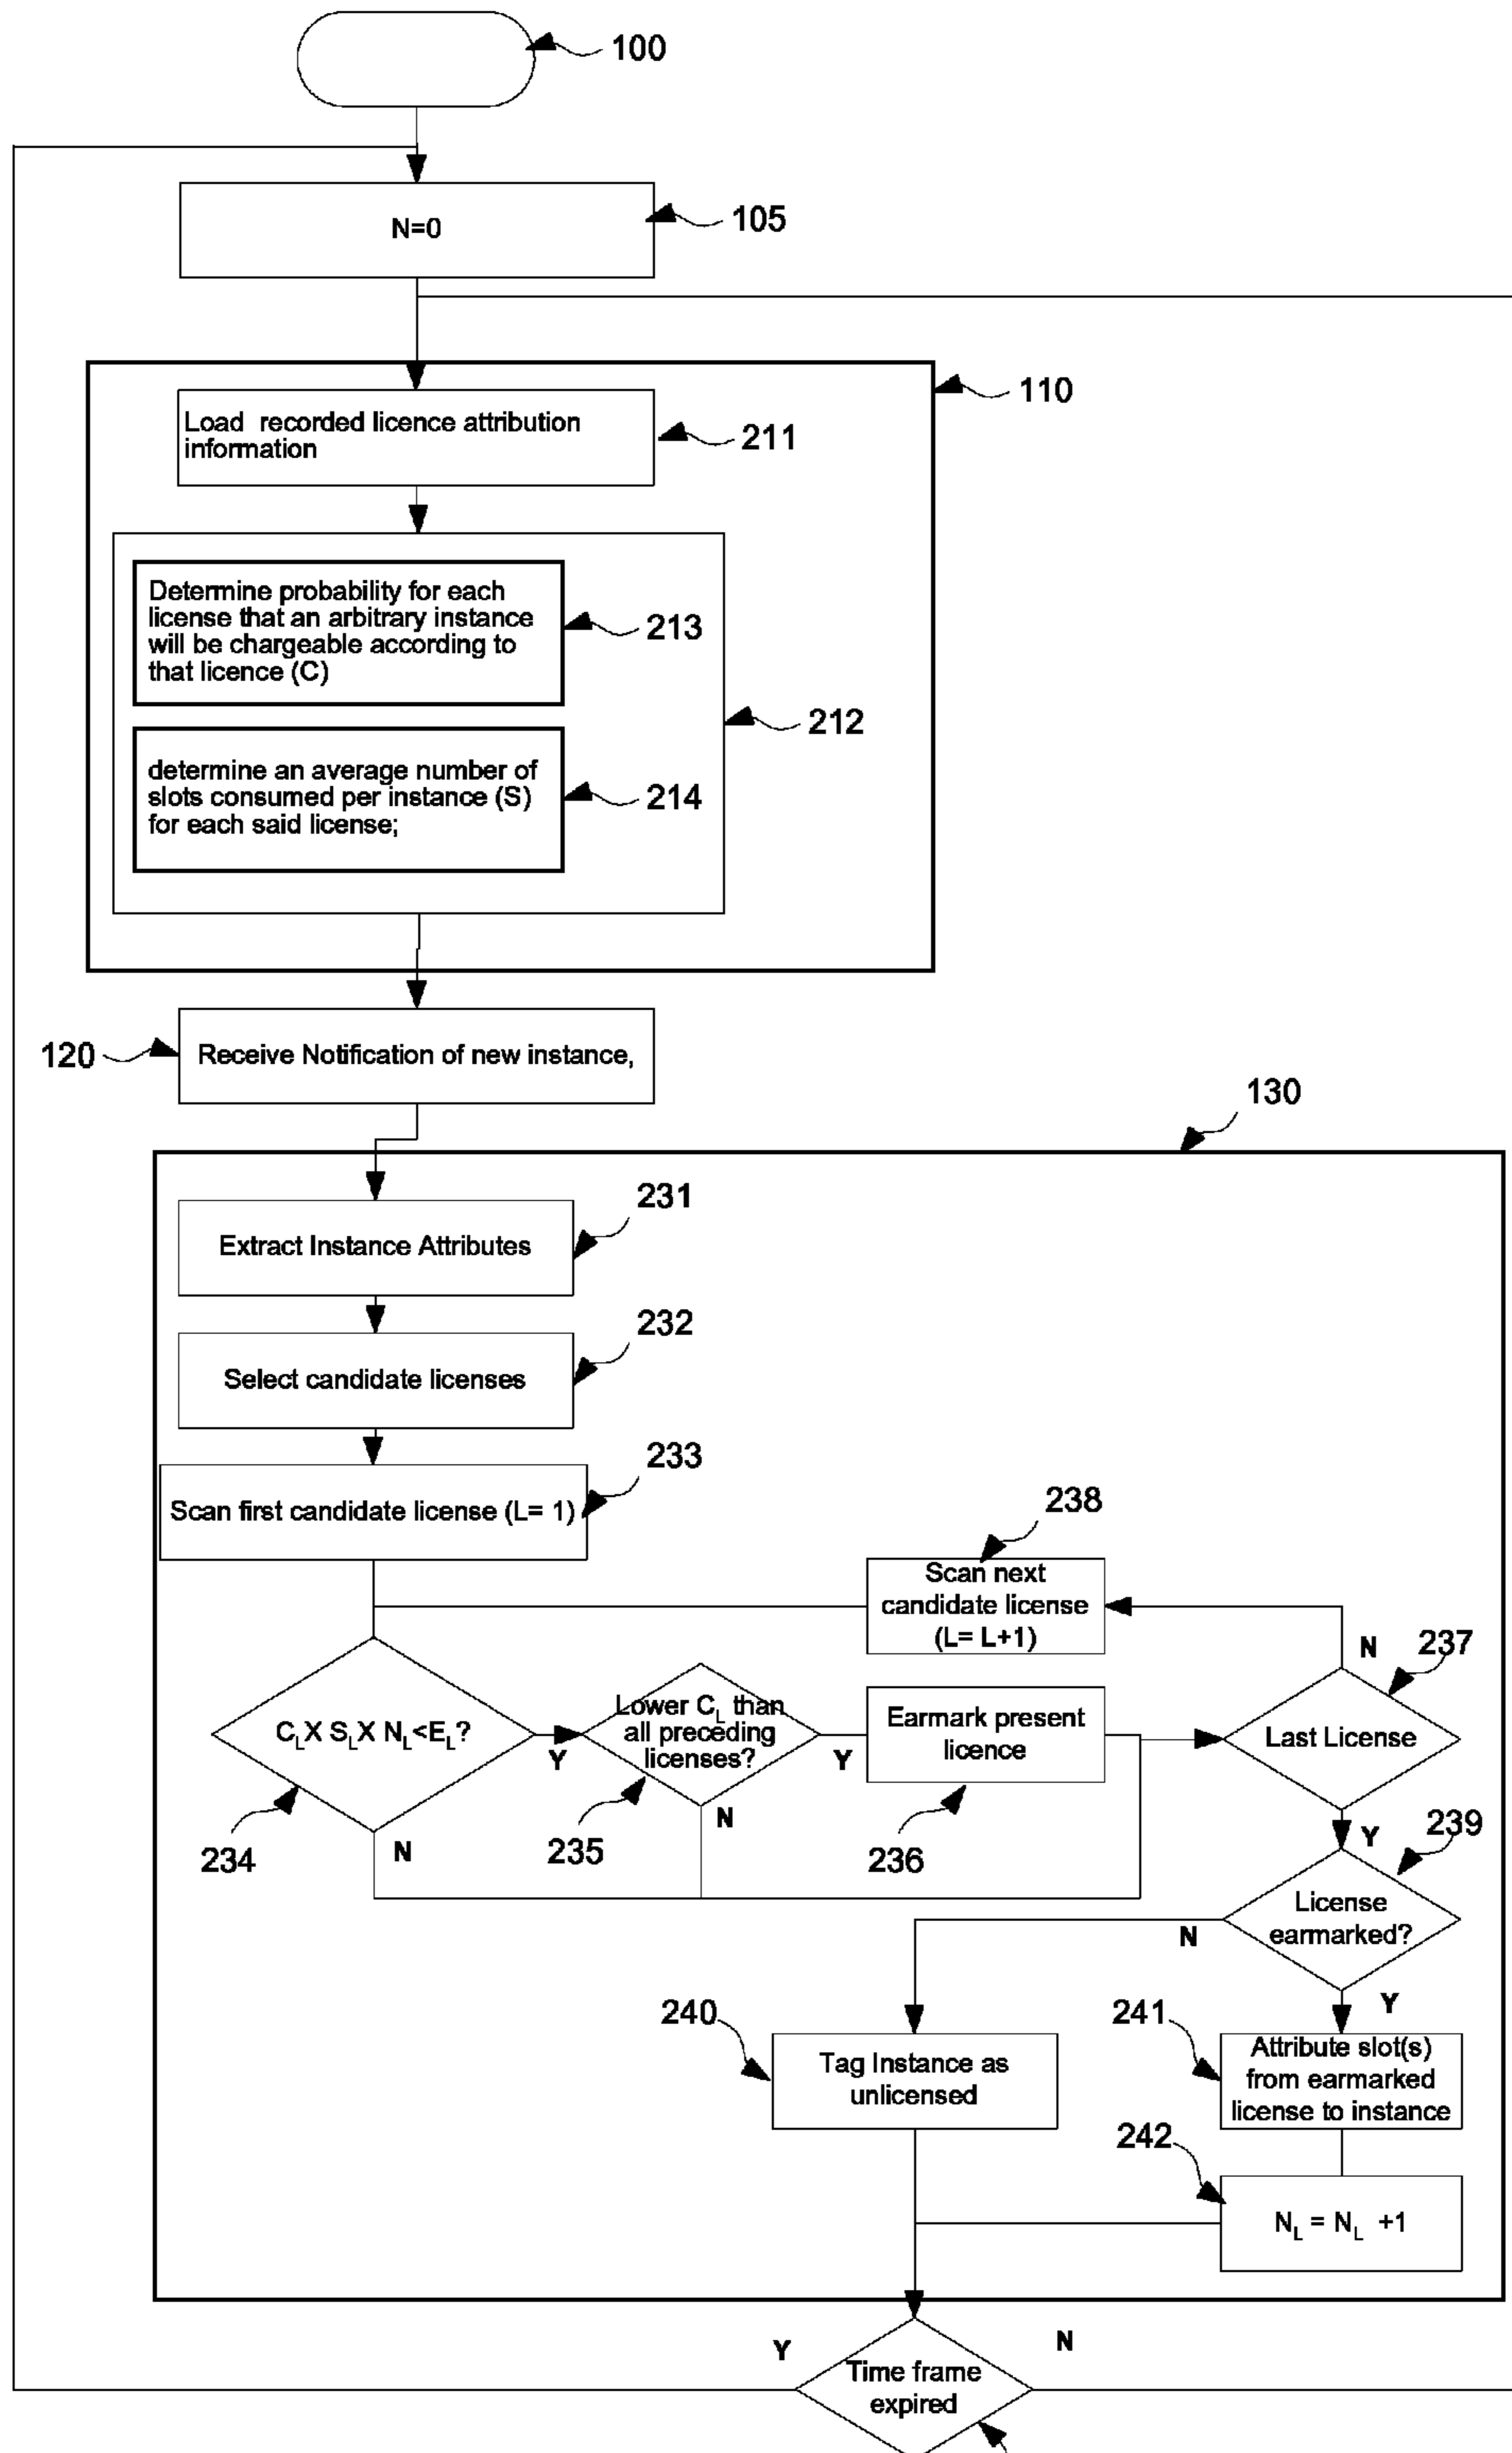 100
N=0
105
110
Load recorded licence attribution
information
211
Determine probability for each
license that an arbitrary instance
will be chargeable according to
that licence (C)
213
212
determine an average number of
slots consumed per instance (S)
for each said license;
214
120
Receive Notification of new instance,
130
231
Extract Instance Attributes
232
Select candidate licenses
233
Scan first candidate license (L= 1)
238
Scan next
candidate license
(L= L+1)
N
237
CLX SLX NL<EL?
Y
Lower CL than
all preceding
licenses?
Y
Earmark present
licence
Last License
234
N
235
N
236
Y
239
License
earmarked?
N
Y
240
Tag Instance as
unlicensed
241
Attribute slot(s)
from earmarked
license to instance
242
NL = NL +1
Y
N
Time frame
expired